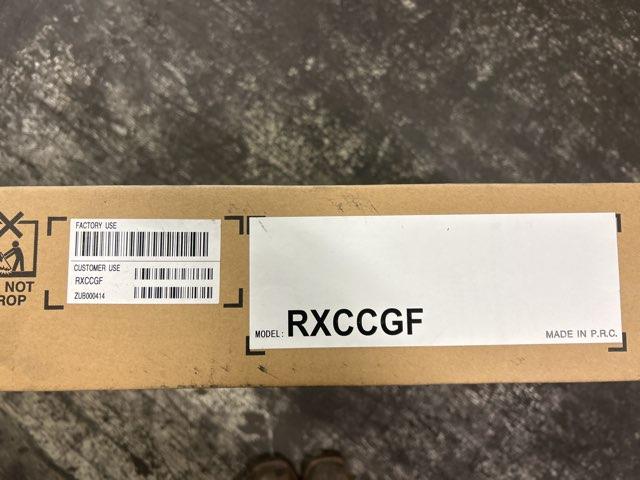 NOT
ROP
FACTORY USE
CUSTOMER USE
RXCCGF
ZUB000414
MODEL: RXCCGF
MADE IN P.R.C.